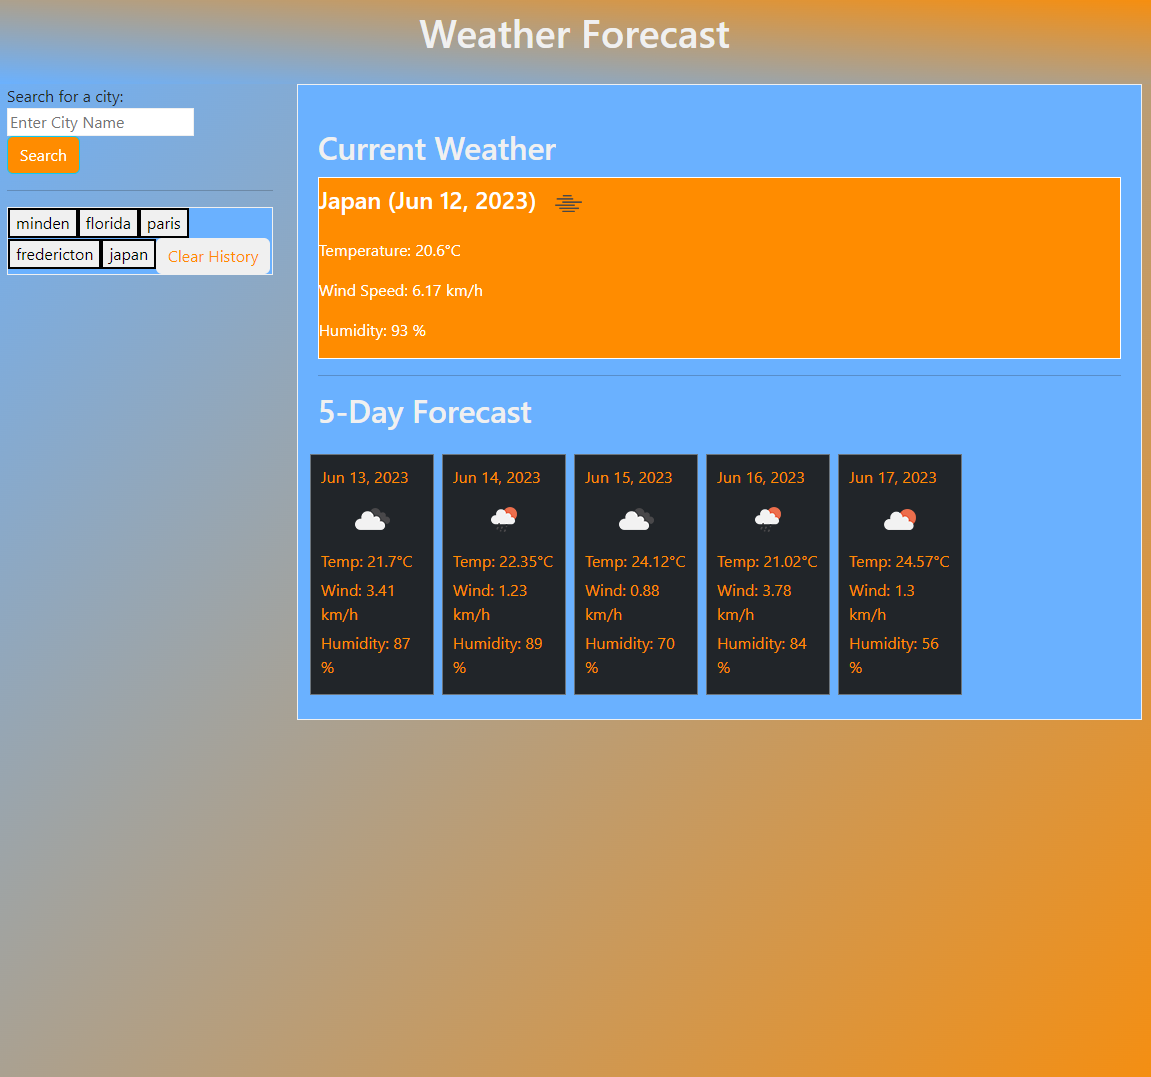 Weather Forecast
Search for a city:
Enter City Name
Search
minden
florida
paris
fredericton
japan
Clear History
Current Weather
Japan (Jun 12, 2023)
Temperature: 20.6°C
Wind Speed: 6.17 km/h
Humidity: 93 %
5-Day Forecast
Jun 13, 2023
Temp: 21.7°C
Wind: 3.41
km/h
Humidity: 87
%
Jun 14, 2023
Temp: 22.35°C
Wind: 1.23
km/h
Humidity: 89
%
Jun 15, 2023
Temp: 24.12°C
Wind: 0.88
km/h
Humidity: 70
%
Jun 16, 2023
Temp: 21.02°C
Wind: 3.78
km/h
Humidity: 84
%
Jun 17, 2023
Temp: 24.57°C
Wind: 1.3
km/h
Humidity: 56
%